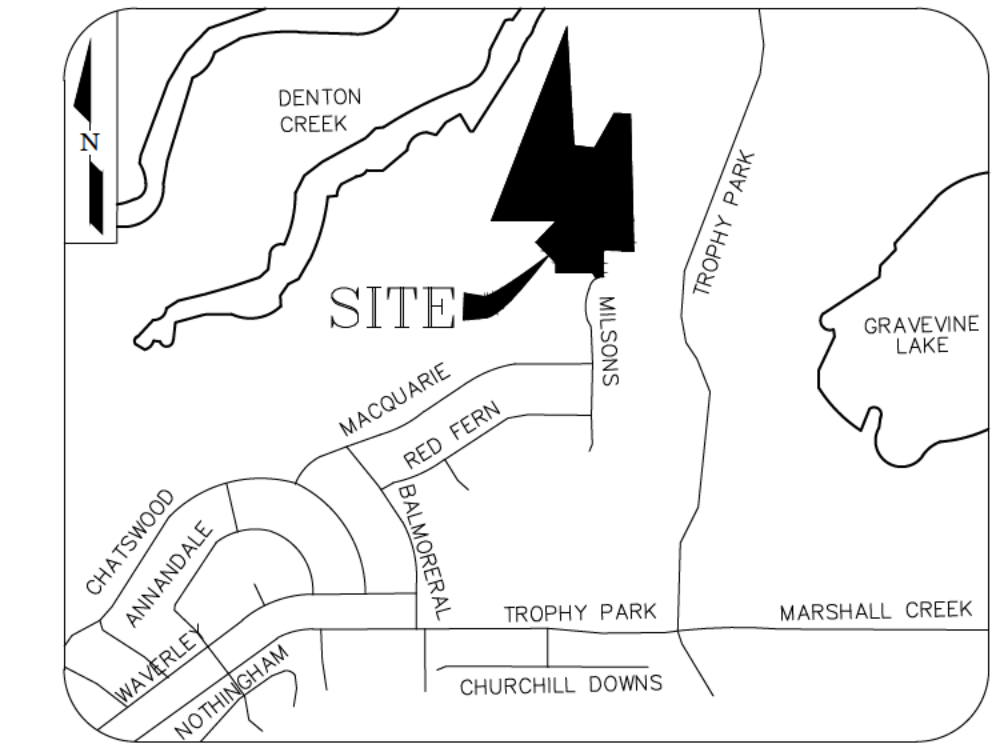 DENTON
CREEK
N
TROPHY PARK
SITE
MILSONS
GRAVEVINE
LAKE
MACQUARIE
RED FERN
CHATSWOOD
ANNANDALE
BALMORERAL
TROPHY PARK
MARSHALL CREEK
WAVERLEY
NOTHINGHAM
CHURCHILL DOWNS